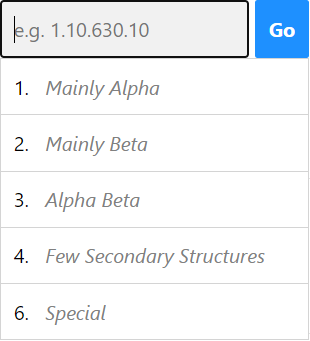 e.g. 1.10.630.10
Go
1. Mainly Alpha
2. Mainly Beta
3. Alpha Beta
4. Few Secondary Structures
6. Special